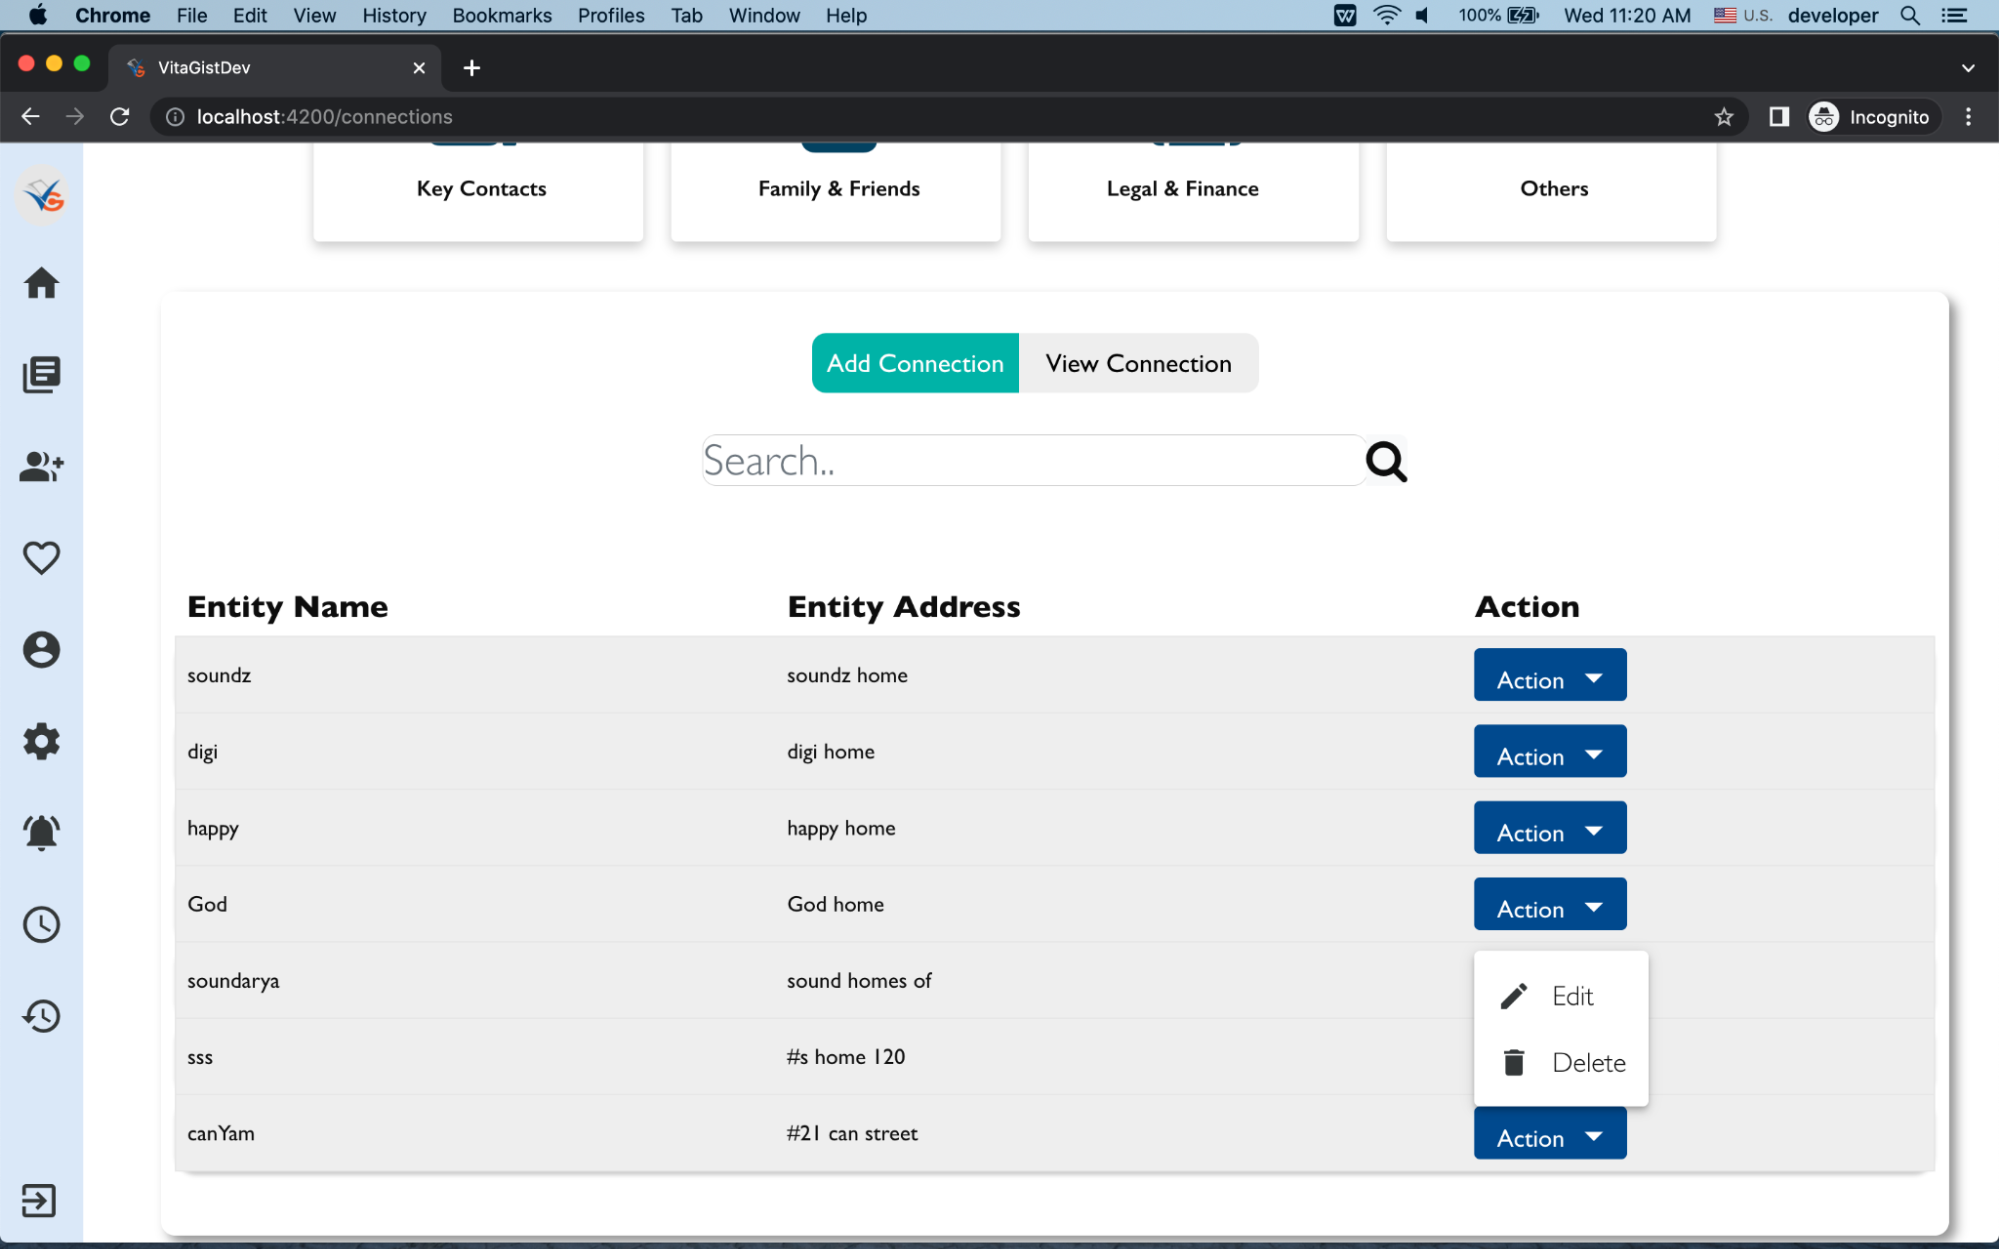 Chrome File Edit View History Bookmarks Profiles Tab Window Help 100% Wed 11:20 AM U.S. developer
VitaGistDev
localhost:4200/connections Incognito
Key Contacts Family & Friends Legal & Finance Others
Add Connection View Connection
Search..
Entity Name Entity Address Action
soundz soundz home Action
digi digi home Action
happy happy home Action
God God home Action
soundarya sound homes of Edit
sss #s home 120 Delete
canYam #21 can street Action